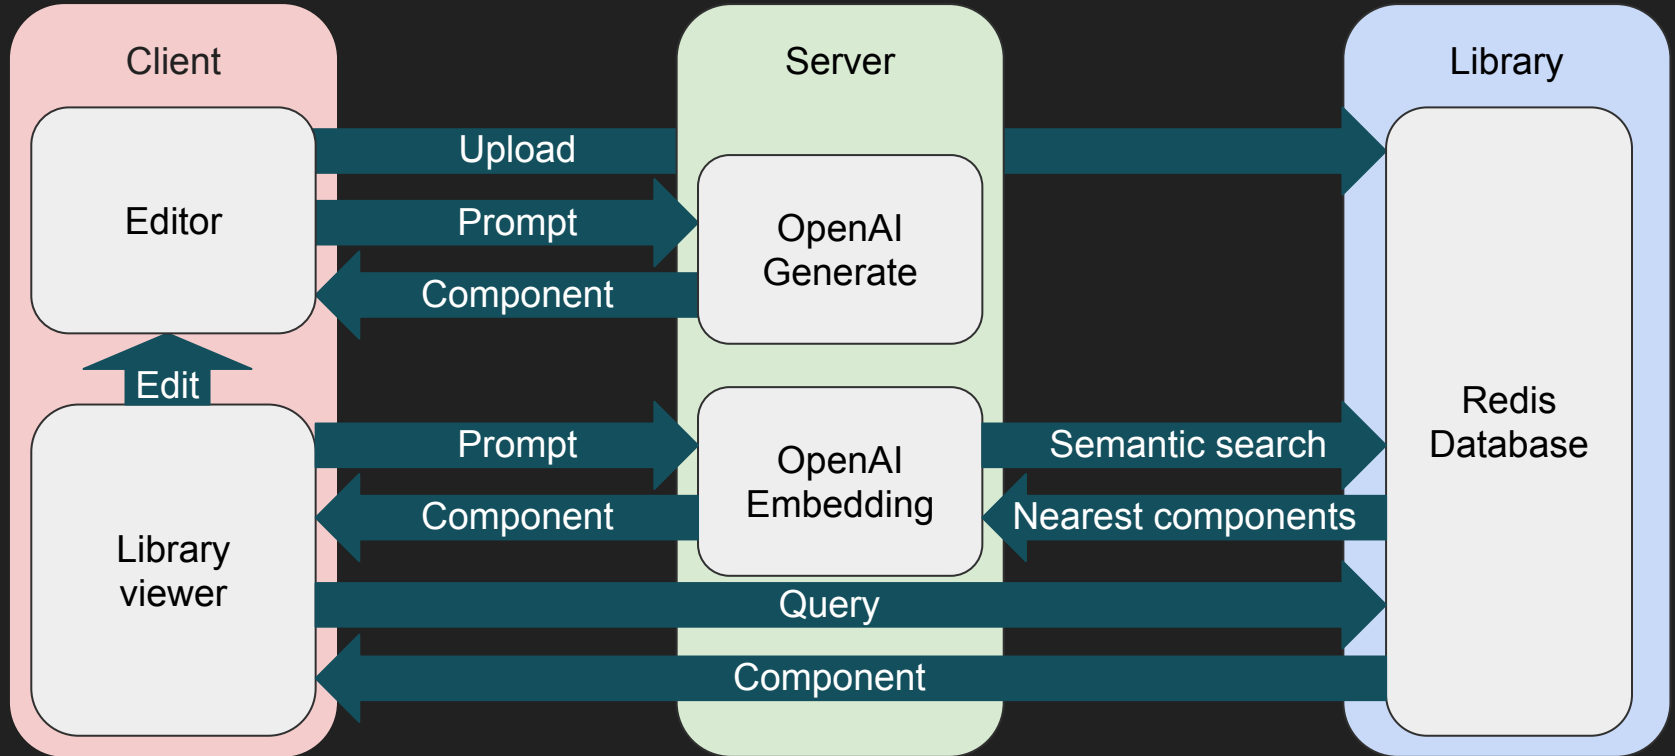 Client
Server
Library
Upload
Editor
Prompt
OpenAI
Generate
Component
Edit
Prompt
OpenAI
Embedding
Semantic search
Redis
Database
Component
Nearest components
Library
viewer
Query
Component